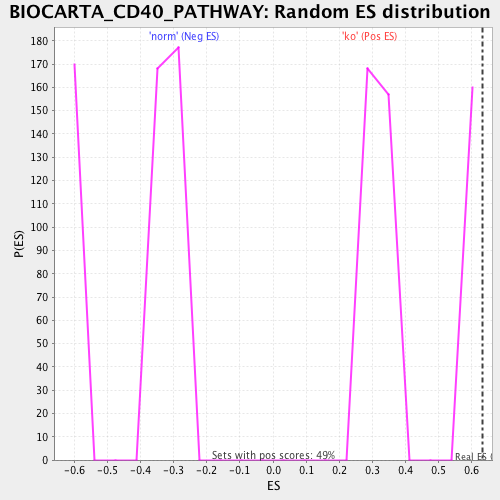 BIOCARTA_CD40_PATHWAY: Random ES distribution
'norm' (Neg ES)
'ko' (Pos ES)
180
170
160
150
140
130
120
110
100
90
80
70
60
50
40
30
20
10
0
P(ES)
Sets with pos scores: 49%
Real ES (
-0.6 -0.5 -0.4 -0.3 -0.2 -0.1 0.0 0.1 0.2 0.3 0.4 0.5 0.6
ES